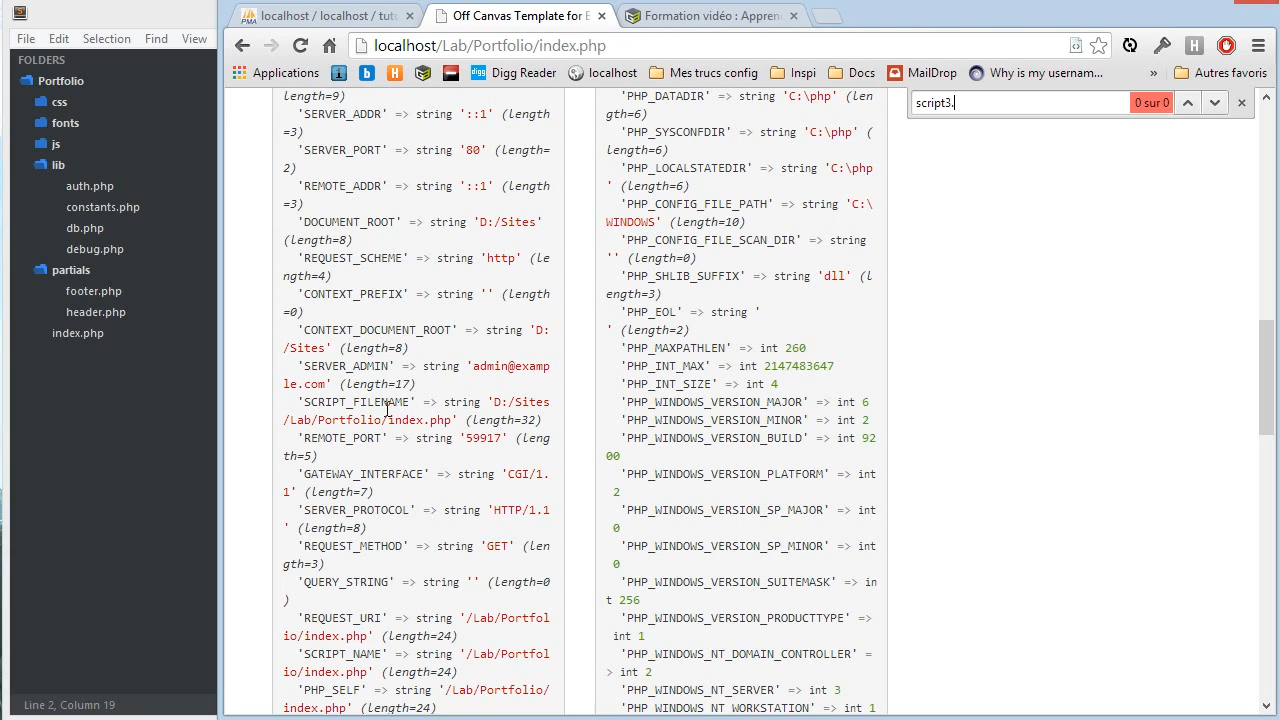 File Edit Selection Find View
FOLDERS
Portfolio
css
fonts
js
lib
auth.php
constants.php
db.php
debug.php
partials
footer.php
header.php
index.php
Line 2, Column 19
localhost / localhost / tuto
Off Canvas Template for B
Formation vidéo : Appren
localhost/Lab/Portfolio/index.php
Applications
Digg Reader
localhost
Mes trucs config
Inspi
Docs
MailDrop
Why is my usernam...
»
Autres favoris
script3.
0 sur 0
length=9)
'SERVER_ADDR' => string '::1' (length
=3)
'SERVER_PORT' => string '80' (length=
2)
'REMOTE_ADDR' => string '::1' (length
=3)
'DOCUMENT_ROOT' => string 'D:/Sites'
(length=8)
'REQUEST_SCHEME' => string 'http' (le
ngth=4)
'CONTEXT_PREFIX' => string '' (length
=0)
'CONTEXT_DOCUMENT_ROOT' => string 'D:
/Sites' (length=8)
'SERVER_ADMIN' => string 'admin@examp
le.com' (length=17)
'SCRIPT_FILENAME' => string 'D:/Sites
/Lab/Portfolio/index.php' (length=32)
'REMOTE_PORT' => string '59917' (leng
th=5)
'GATEWAY_INTERFACE' => string 'CGI/1.
1' (length=7)
'SERVER_PROTOCOL' => string 'HTTP/1.1
' (length=8)
'REQUEST_METHOD' => string 'GET' (len
gth=3)
'QUERY_STRING' => string '' (length=0
)
'REQUEST_URI' => string '/Lab/Portfol
io/index.php' (length=24)
'SCRIPT_NAME' => string '/Lab/Portfol
io/index.php' (length=24)
'PHP_SELF' => string '/Lab/Portfolio/
index.php' (length=24)
'PHP_DATADIR' => string 'C:\php' (len
gth=6)
'PHP_SYSCONFDIR' => string 'C:\php' (
length=6)
'PHP_LOCALSTATEDIR' => string 'C:\php
' (length=6)
'PHP_CONFIG_FILE_PATH' => string 'C:\
WINDOWS' (length=10)
'PHP_CONFIG_FILE_SCAN_DIR' => string
'' (length=0)
'PHP_SHLIB_SUFFIX' => string 'dll' (l
ength=3)
'PHP_EOL' => string '
' (length=2)
'PHP_MAXPATHLEN' => int 260
'PHP_INT_MAX' => int 2147483647
'PHP_INT_SIZE' => int 4
'PHP_WINDOWS_VERSION_MAJOR' => int 6
'PHP_WINDOWS_VERSION_MINOR' => int 2
'PHP_WINDOWS_VERSION_BUILD' => int 92
00
'PHP_WINDOWS_VERSION_PLATFORM' => int
2
'PHP_WINDOWS_VERSION_SP_MAJOR' => int
0
'PHP_WINDOWS_VERSION_SP_MINOR' => int
0
'PHP_WINDOWS_VERSION_SUITEMASK' => in
t 256
'PHP_WINDOWS_VERSION_PRODUCTTYPE' =>
int 1
'PHP_WINDOWS_NT_DOMAIN_CONTROLLER' =
> int 2
'PHP_WINDOWS_NT_SERVER' => int 3
'PHP_WINDOWS_NT_WORKSTATION' => int 1